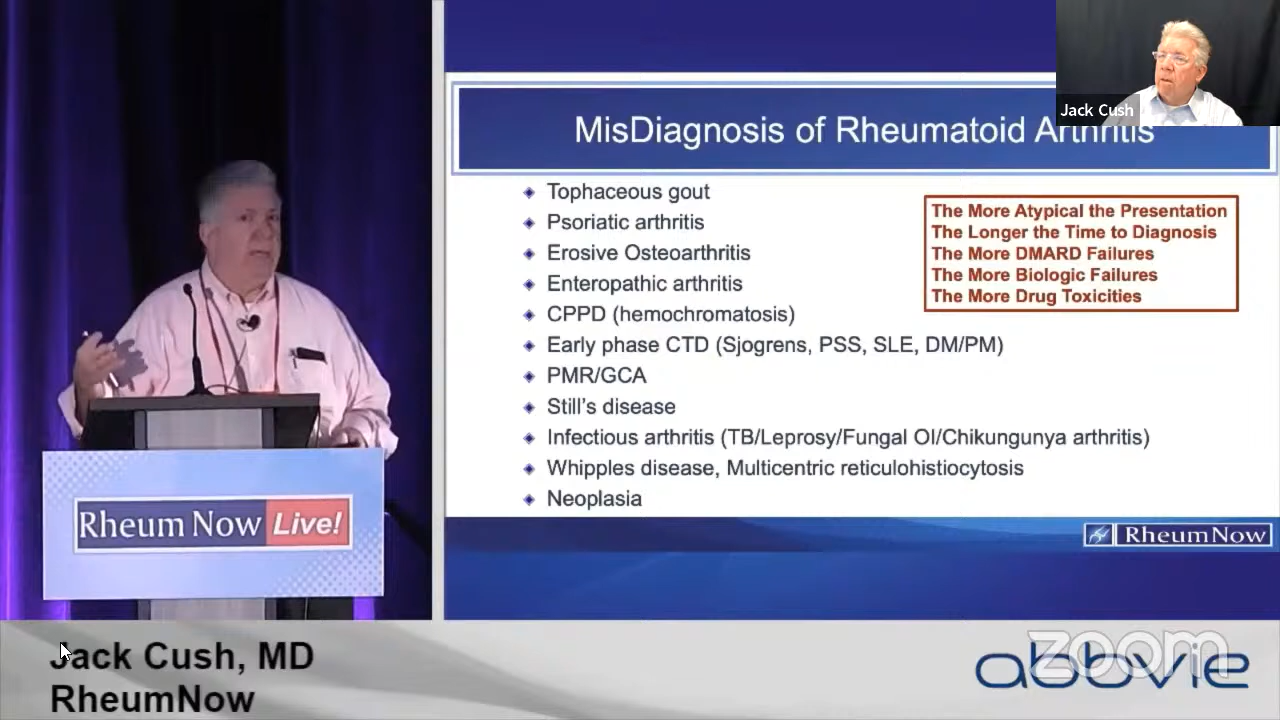 MisDiagnosis of Rheumatoid Arthritis
Jack Cush
Tophaceous gout
Psoriatic arthritis
Erosive Osteoarthritis
Enteropathic arthritis
CPPD (hemochromatosis)
Early phase CTD (Sjogrens, PSS, SLE, DM/PM)
PMR/GCA
Still's disease
Infectious arthritis (TB/Leprosy/Fungal OI/Chikungunya arthritis)
Whipples disease, Multicentric reticulohistiocytosis
Neoplasia
The More Atypical the Presentation
The Longer the Time to Diagnosis
The More DMARD Failures
The More Biologic Failures
The More Drug Toxicities
RheumNow
Rheum Now Live!
Jack Cush, MD
RheumNow
abbvie
zoom